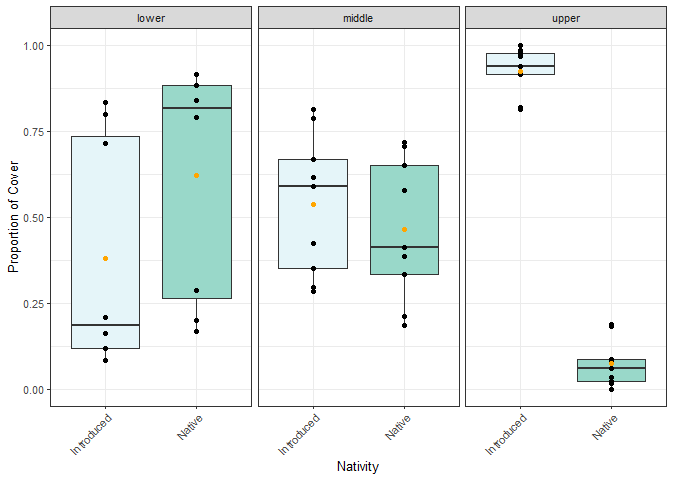 lower middle upper
1.00
0.75
0.50
0.25
0.00
Proportion of Cover
Introduced Native Introduced Native Introduced Native
Nativity